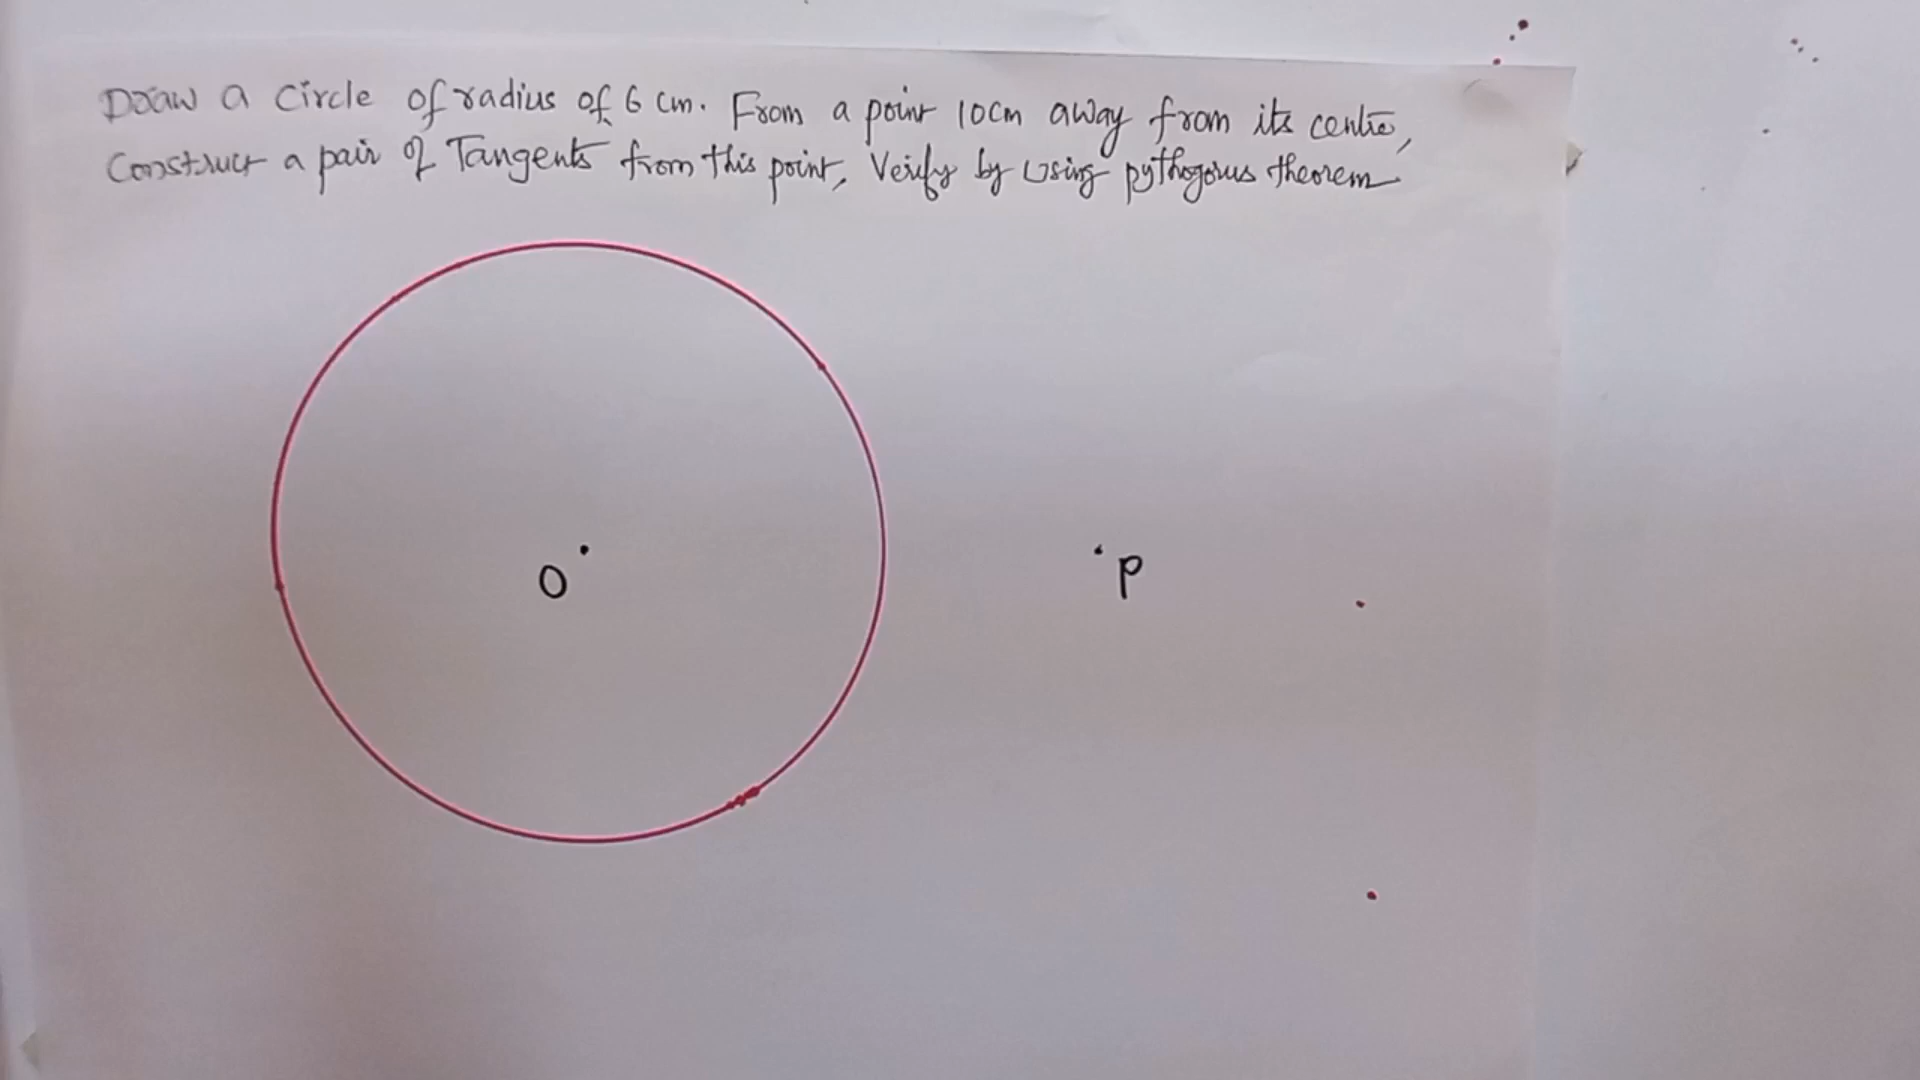 Draw a circle of radius of 6 cm. From a point 10cm away from its centre,
Construct a pair of Tangents from this point, Verify by Using pythogorus theorem.
O
P